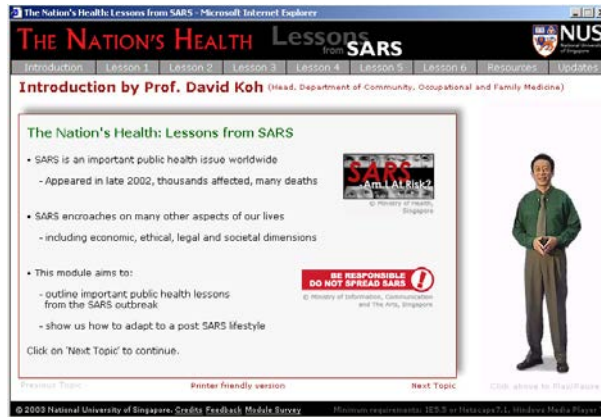 The Nation's Health: Lessons from SARS - Microsoft Internet Explorer
THE NATION'S HEALTH Lessons from SARS
NUS
National University
of Singapore
Introduction Lesson 1 Lesson 2 Lesson 3 Lesson 4 Lesson 5 Lesson 6 Resources Updates
Introduction by Prof. David Koh (Head, Department of Community, Occupational and Family Medicine)
The Nation's Health: Lessons from SARS
• SARS is an important public health issue worldwide
- Appeared in late 2002, thousands affected, many deaths
SARS
..Am I At Risk?
© Ministry of Health,
Singapore
• SARS encroaches on many other aspects of our lives
- including economic, ethical, legal and societal dimensions
• This module aims to:
- outline important public health lessons
from the SARS outbreak
- show us how to adapt to a post SARS lifestyle
BE RESPONSIBLE
DO NOT SPREAD SARS
© Ministry of Information, Communication
and The Arts, Singapore
Click on 'Next Topic' to continue.
Previous Topic Printer friendly version Next Topic Click above to Play/Pause
© 2003 National University of Singapore. Credits Feedback Module Survey Minimum requirements: IE5.5 or Netscape7.1, Windows Media Player